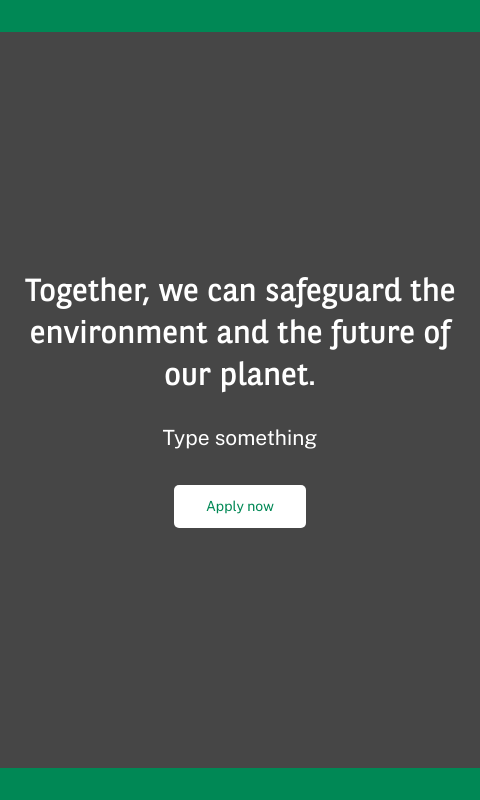 Together, we can safeguard the
environment and the future of
our planet.
Type something
Apply now